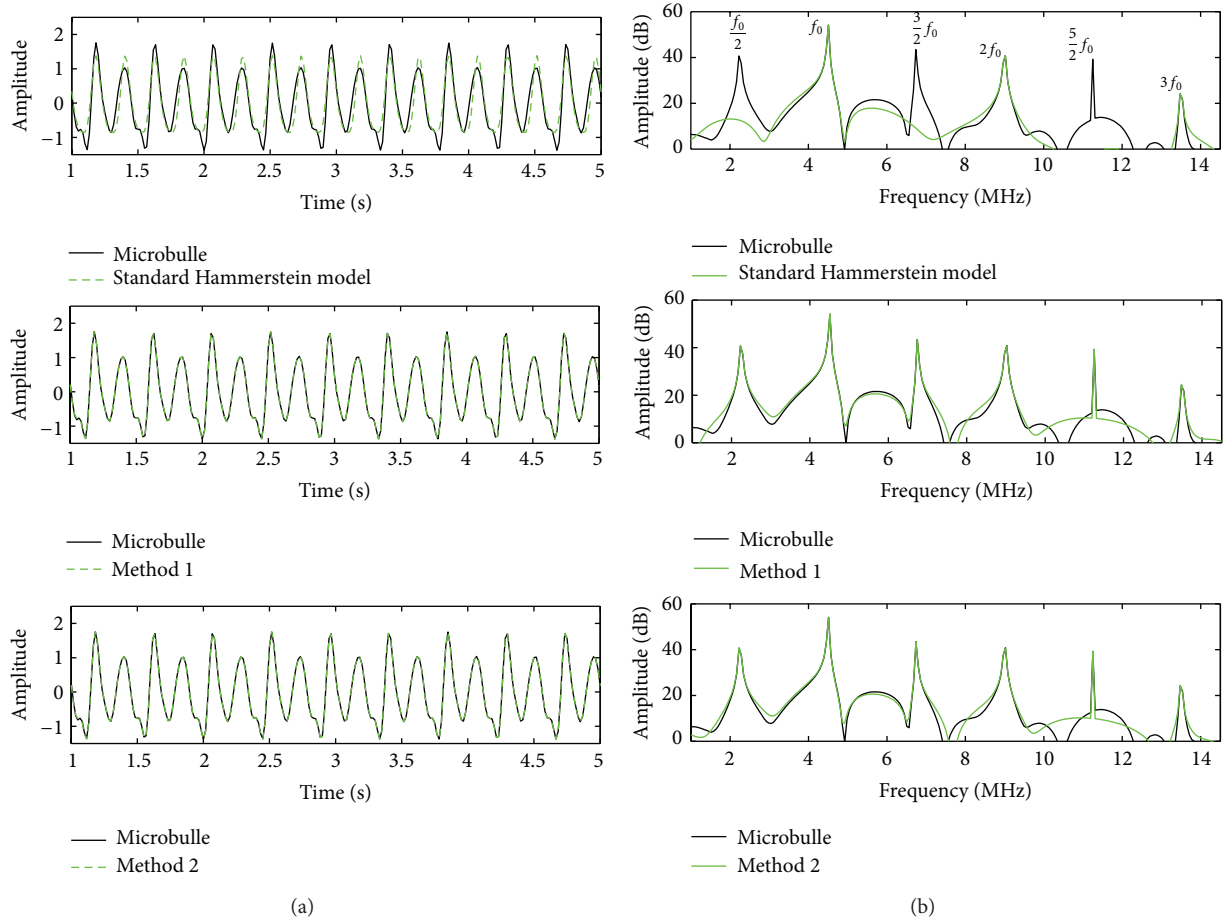 Amplitude
2
1
0
−1
1 1.5 2 2.5 3 3.5 4 4.5 5
Time (s)
Microbulle
Standard Hammerstein model
Amplitude (dB)
60
40
20
0
f0/2
f0
3/2 f0
2f0
5/2 f0
3f0
2 4 6 8 10 12 14
Frequency (MHz)
Microbulle
Standard Hammerstein model
Amplitude
2
1
0
−1
1 1.5 2 2.5 3 3.5 4 4.5 5
Time (s)
Microbulle
Method 1
Amplitude (dB)
60
40
20
0
2 4 6 8 10 12 14
Frequency (MHz)
Microbulle
Method 1
Amplitude
2
1
0
−1
1 1.5 2 2.5 3 3.5 4 4.5 5
Time (s)
Microbulle
Method 2
(a)
Amplitude (dB)
60
40
20
0
2 4 6 8 10 12 14
Frequency (MHz)
Microbulle
Method 2
(b)